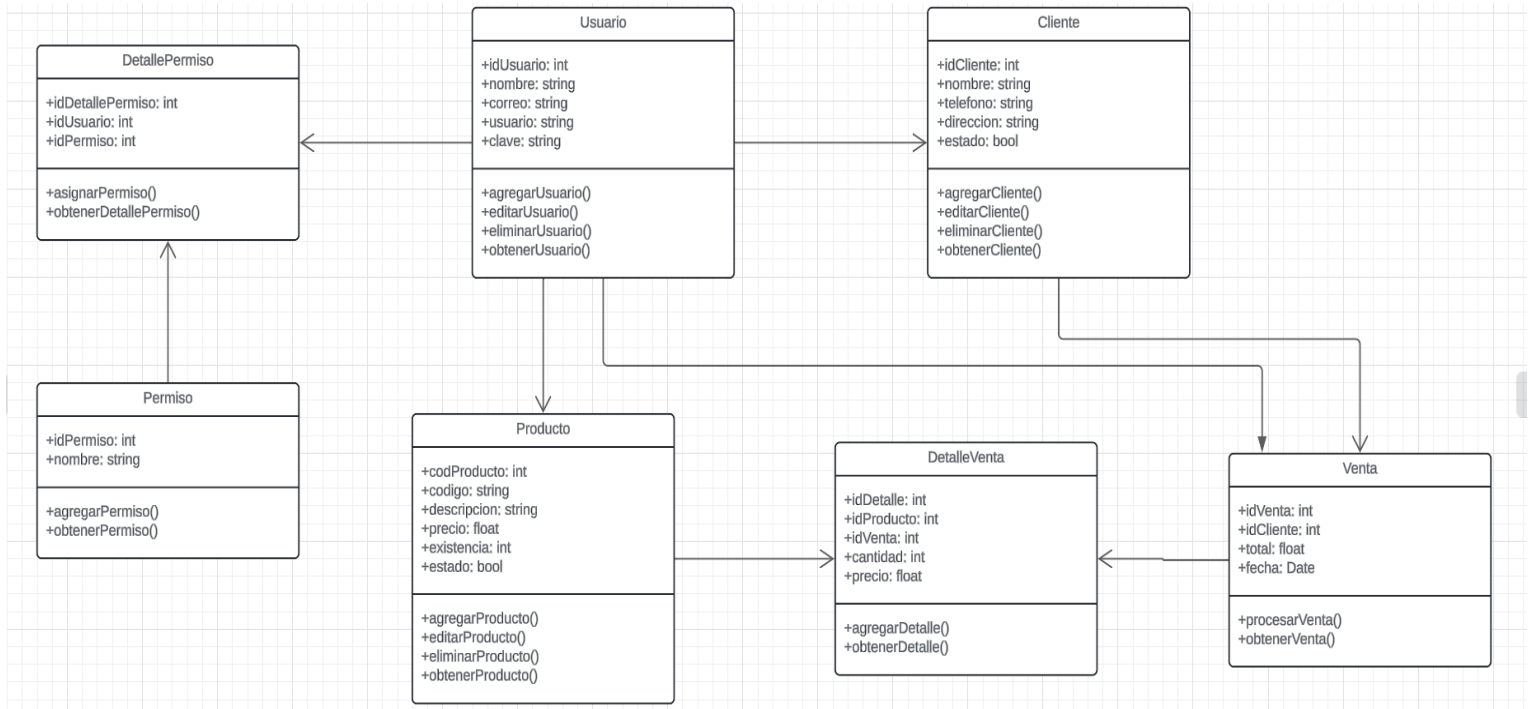 DetallePermiso
+idDetallePermiso: int
+idUsuario: int
+idPermiso: int
+asignarPermiso()
+obtenerDetallePermiso()
Usuario
+idUsuario: int
+nombre: string
+correo: string
+usuario: string
+clave: string
+agregarUsuario()
+editarUsuario()
+eliminarUsuario()
+obtenerUsuario()
Cliente
+idCliente: int
+nombre: string
+telefono: string
+direccion: string
+estado: bool
+agregarCliente()
+editarCliente()
+eliminarCliente()
+obtenerCliente()
Permiso
+idPermiso: int
+nombre: string
+agregarPermiso()
+obtenerPermiso()
Producto
+codProducto: int
+codigo: string
+descripcion: string
+precio: float
+existencia: int
+estado: bool
+agregarProducto()
+editarProducto()
+eliminarProducto()
+obtenerProducto()
DetalleVenta
+idDetalle: int
+idProducto: int
+idVenta: int
+cantidad: int
+precio: float
+agregarDetalle()
+obtenerDetalle()
Venta
+idVenta: int
+idCliente: int
+total: float
+fecha: Date
+procesarVenta()
+obtenerVenta()